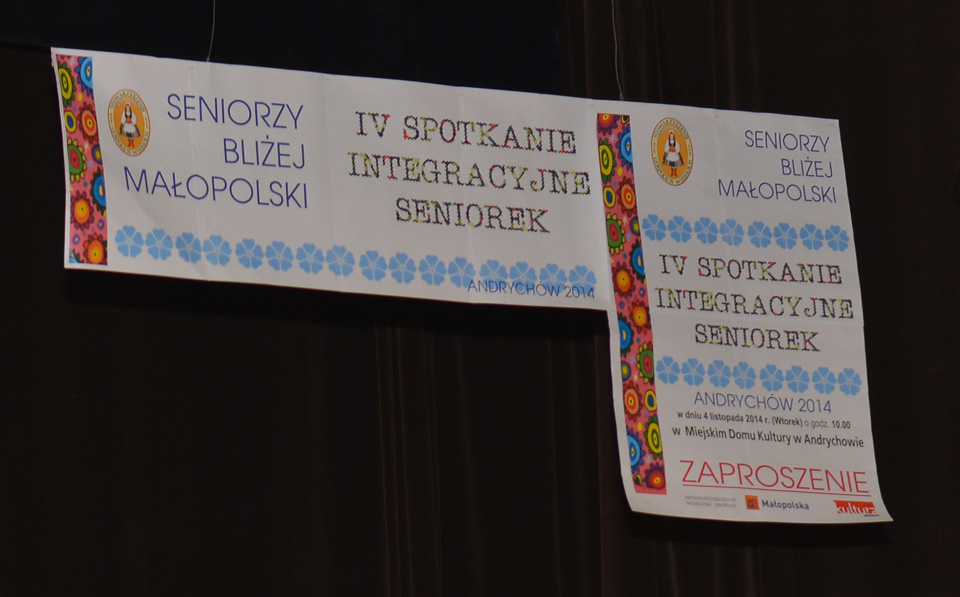 SENIORZY
BLIŻEJ
MAŁOPOLSKI
IV SPOTKANIE
INTEGRACYJNE
SENIOREK
ANDRYCHÓW 2014
SENIORZY
BLIŻEJ
MAŁOPOLSKI
IV SPOTKANIE
INTEGRACYJNE
SENIOREK
ANDRYCHÓW 2014
w dniu 4 listopada 2014 r. (Wtorek) o godz. 10.00
w Miejskim Domu Kultury w Andrychowie
ZAPROSZENIE
Małopolska
kultura